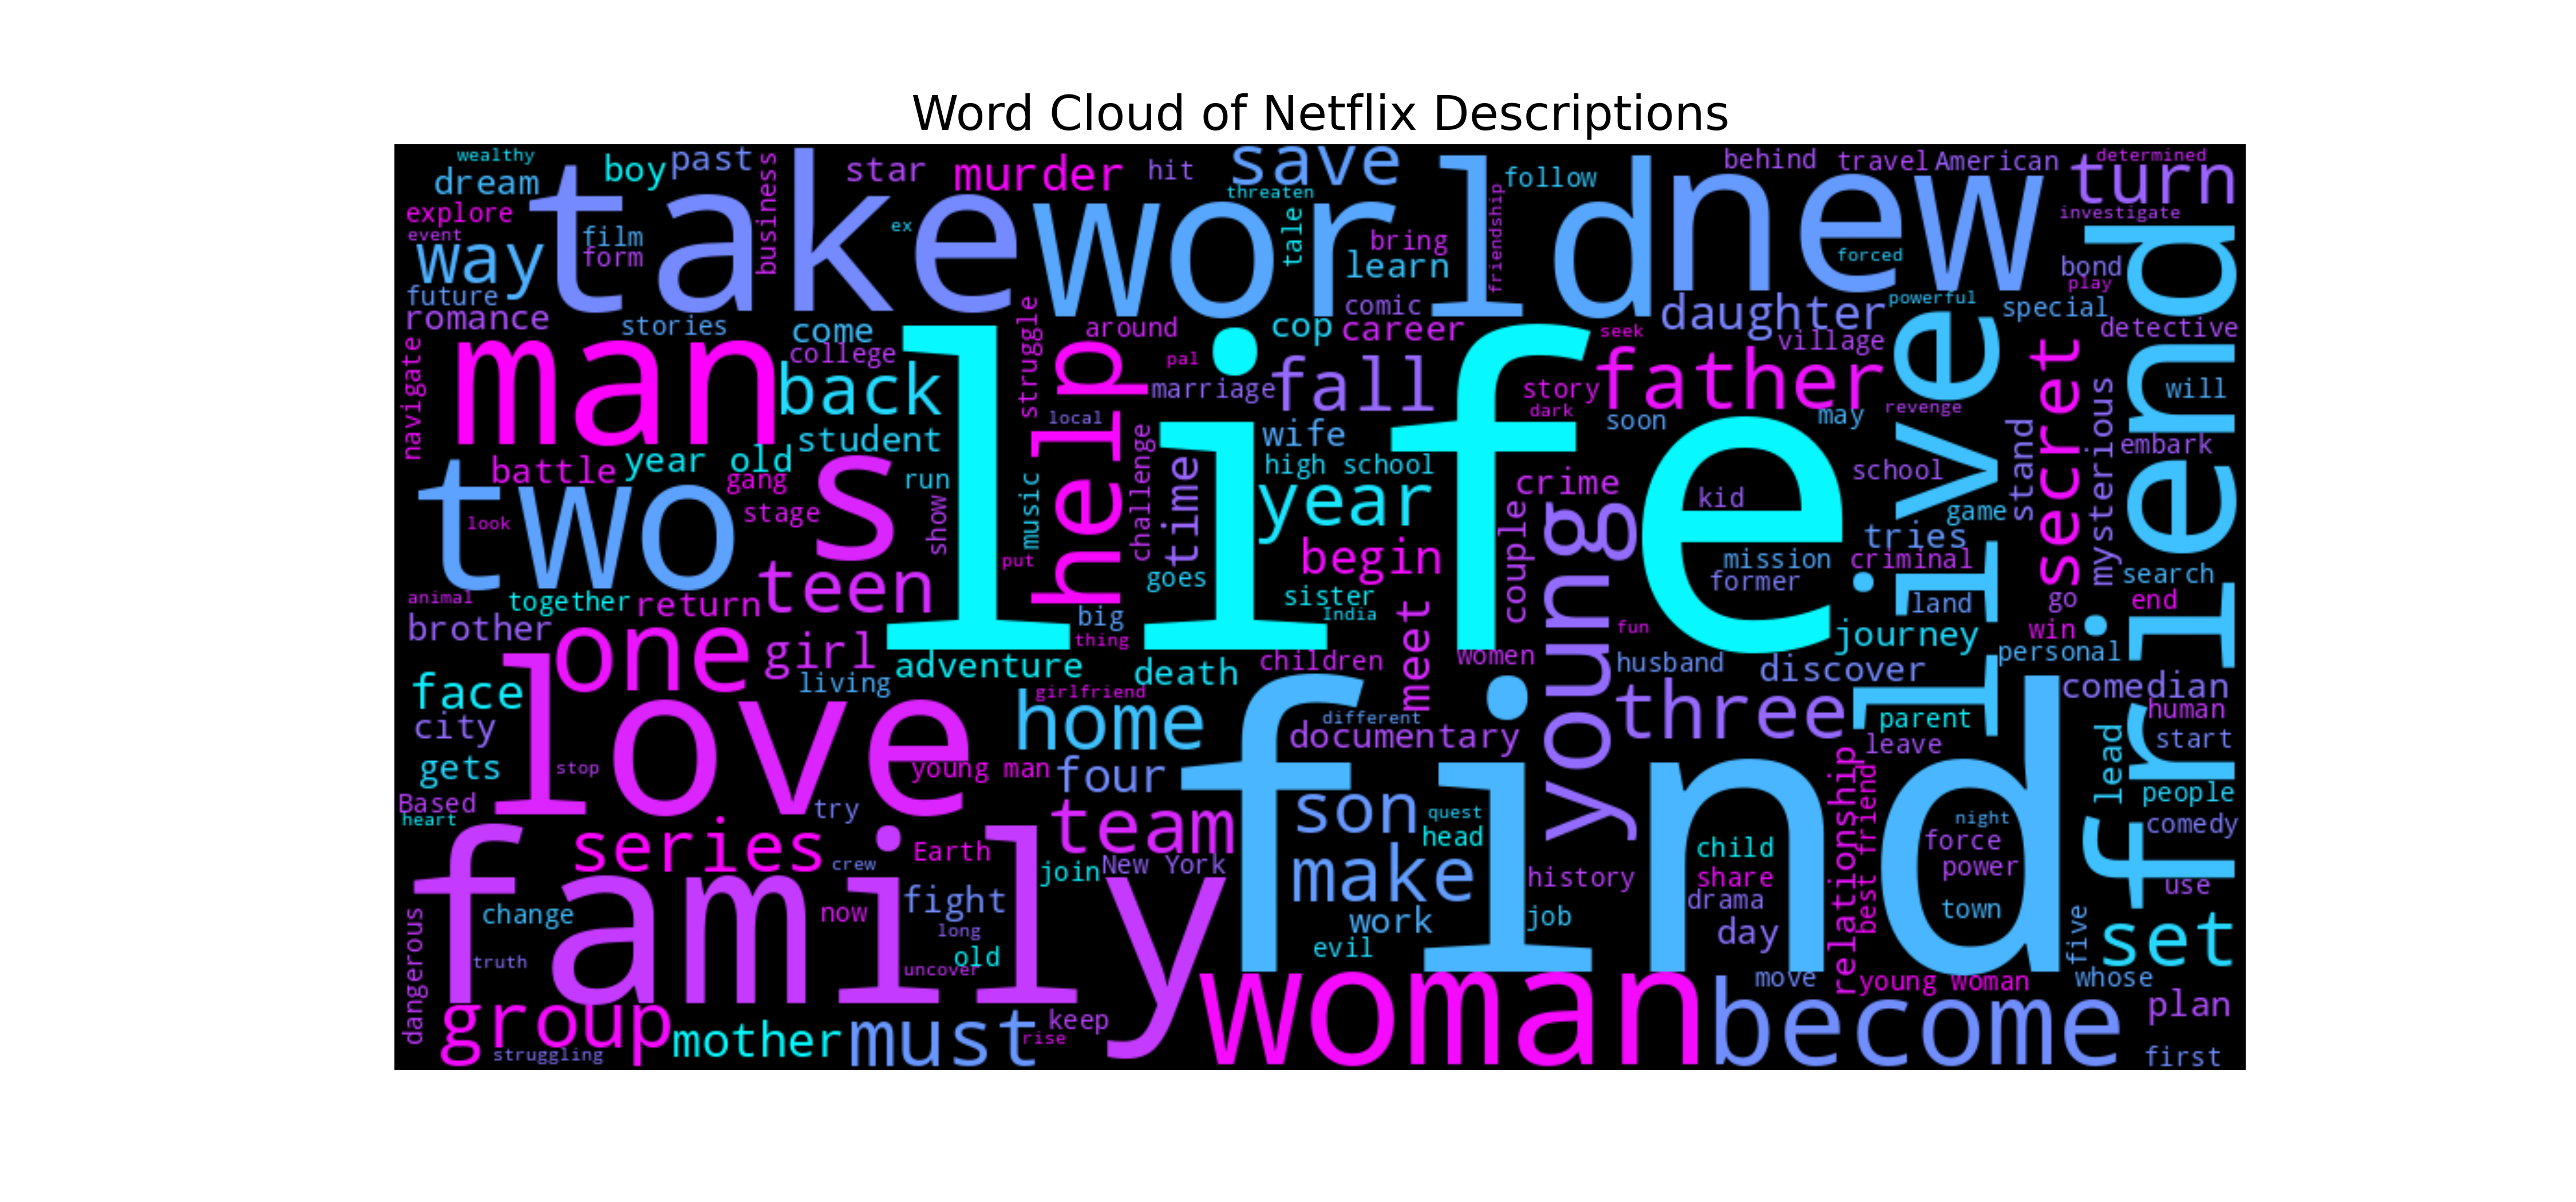 Word Cloud of Netflix Descriptions
wealthy
dream
boy
past
business
star
murder
hit
save
threaten
follow
behind
travel
American
determined
turn
explore
event
way
film
form
take
ex
world
tale
bring
learn
friendship
new
forced
investigate
bond
play
future
romance
stories
come
college
struggle
around
comic
cop
career
daughter
powerful
special
village
detective
navigate
man
back
help
pal
marriage
fall
life
seek
story
father
dark
soon
may
revenge
live
secret
mysterious
will
friend
local
student
wife
stand
embark
battle
year old
gang
s
run
music
challenge
time
high school
year
crime
kid
school
game
two
look
stage
show
couple
young
tries
put
begin
mission
criminal
former
search
teen
goes
sister
India
land
go
end
animal
together
return
big
thing
meet
fun
journey
win
brother
one
girl
adventure
death
children
women
husband
discover
personal
face
living
girlfriend
comedian
city
love
home
different
documentary
three
parent
human
leave
start
gets
stop
young man
four
find
relationship
best friend
lead
people
Based
heart
try
team
son
quest
head
night
comedy
series
crew
Earth
join
New York
make
child
force
power
family
history
share
use
change
now
fight
work
job
drama
town
five
set
dangerous
long
evil
day
truth
uncover
old
move
young woman
whose
group
mother
must
keep
rise
woman
become
plan
struggling
first